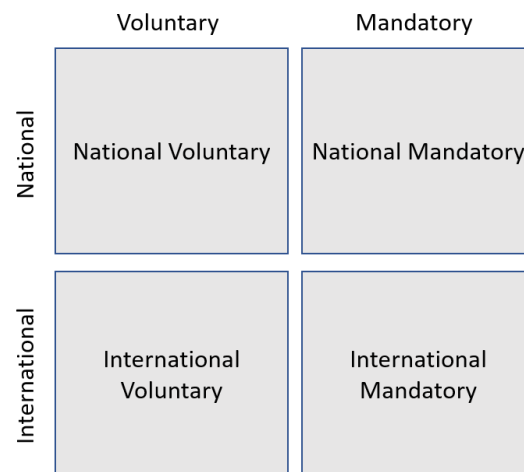 Voluntary
Mandatory
National
National Voluntary
National Mandatory
International
International
Voluntary
International
Mandatory